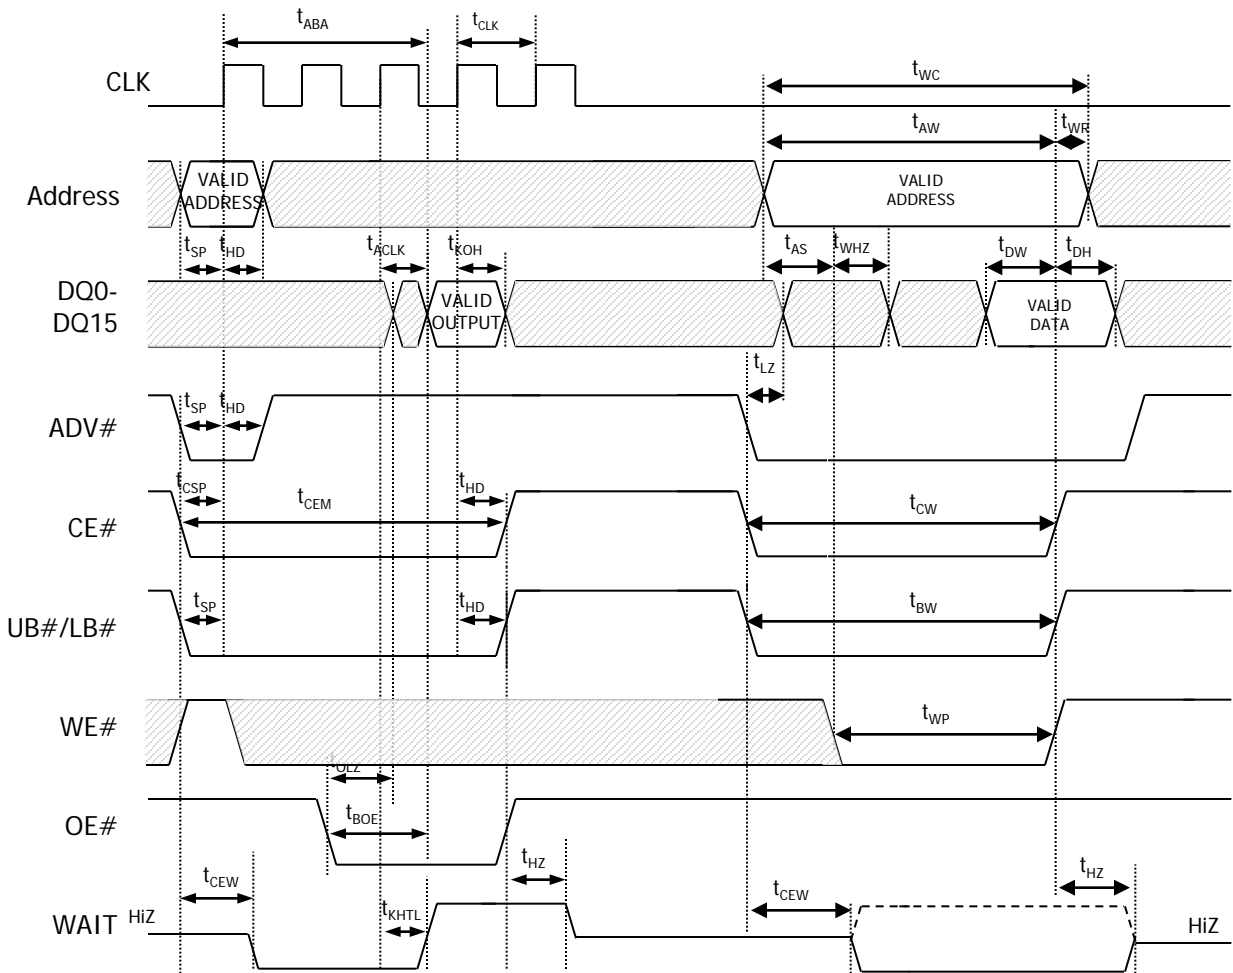 tABA
tCLK
CLK
tWC
tAW
tWR
Address
VALID
ADDRESS
VALID
ADDRESS
tSP
tHD
tACLK
tKOH
tAS
tWHZ
tDW
tDH
DQ0-
DQ15
VALID
OUTPUT
VALID
DATA
tLZ
ADV#
tSP
tHD
CE#
tCSP
tCEM
tHD
tCW
UB#/LB#
tSP
tHD
tBW
WE#
tWP
tOLZ
OE#
tBOE
tHZ
tHZ
tCEW
tCEW
WAIT
HiZ
tKHTL
HiZ